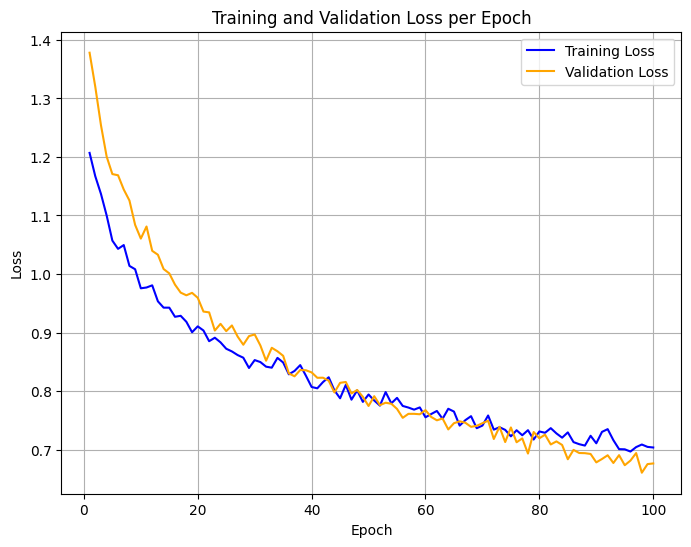 Training and Validation Loss per Epoch
1.4
1.3
1.2
1.1
1.0
0.9
0.8
0.7
Loss
Training Loss
Validation Loss
0 20 40 60 80 100
Epoch